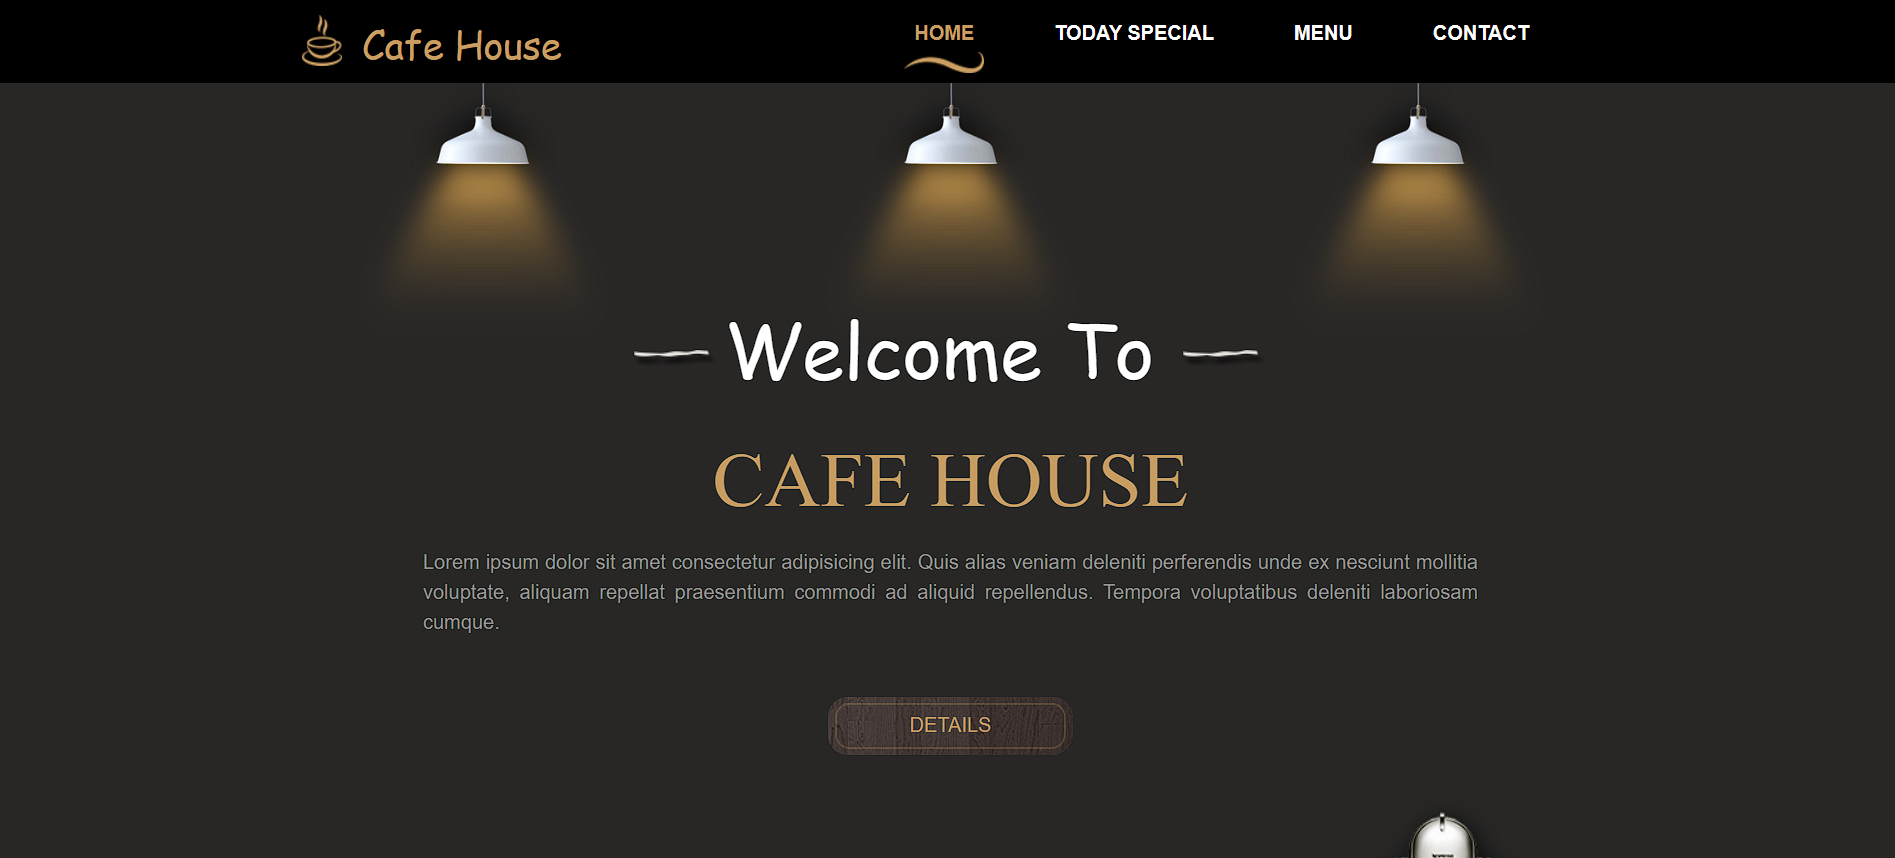 Cafe House
HOME TODAY SPECIAL MENU CONTACT
Welcome To
CAFE HOUSE
Lorem ipsum dolor sit amet consectetur adipisicing elit. Quis alias veniam deleniti perferendis unde ex nesciunt mollitia
voluptate, aliquam repellat praesentium commodi ad aliquid repellendus. Tempora voluptatibus deleniti laboriosam
cumque.
DETAILS